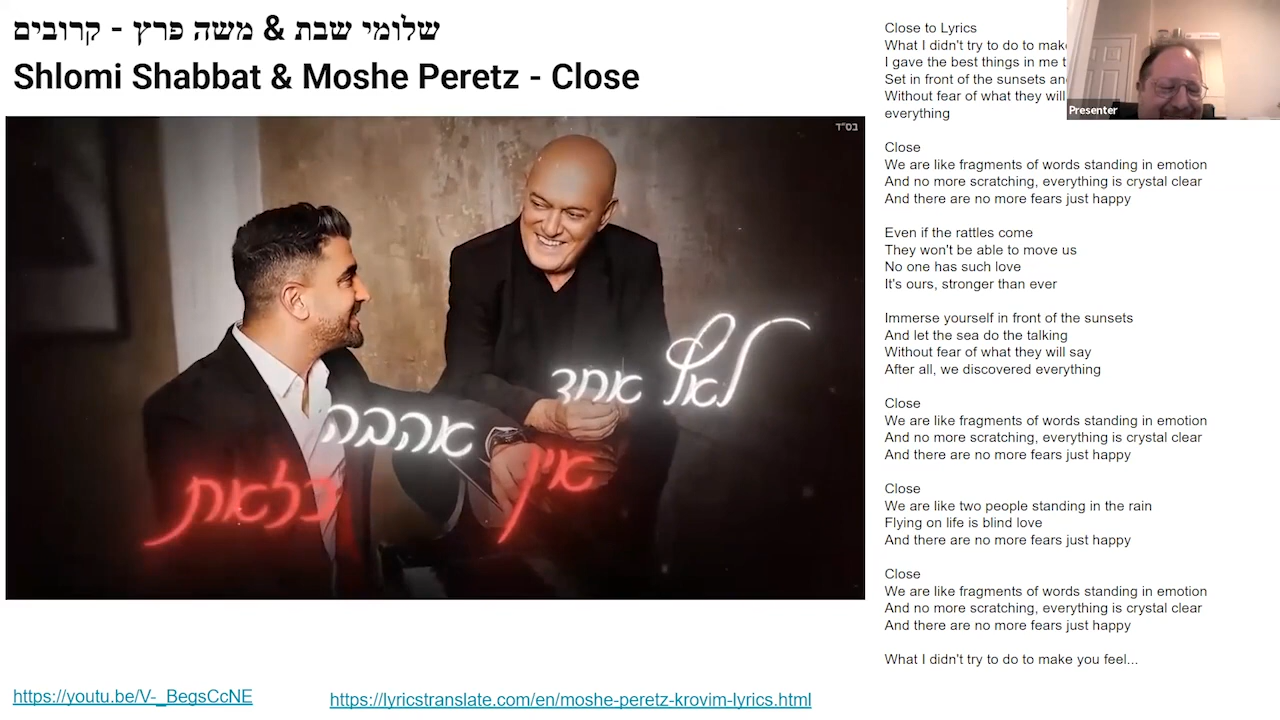 שלומי שבת & משה פרץ - קרובים
Shlomi Shabbat & Moshe Peretz - Close
בס"ד
לאף אחד
אין אהבה כזאת
https://youtu.be/V-_BegsCcNE
https://lyricstranslate.com/en/moshe-peretz-krovim-lyrics.html
Close to Lyrics
What I didn't try to do to make
I gave the best things in me
Set in front of the sunsets
Without fear of what they will
everything
Close
We are like fragments of words standing in emotion
And no more scratching, everything is crystal clear
And there are no more fears just happy
Even if the rattles come
They won't be able to move us
No one has such love
It's ours, stronger than ever
Immerse yourself in front of the sunsets
And let the sea do the talking
Without fear of what they will say
After all, we discovered everything
Close
We are like fragments of words standing in emotion
And no more scratching, everything is crystal clear
And there are no more fears just happy
Close
We are like two people standing in the rain
Flying on life is blind love
And there are no more fears just happy
Close
We are like fragments of words standing in emotion
And no more scratching, everything is crystal clear
And there are no more fears just happy
What I didn't try to do to make you feel...
Presenter